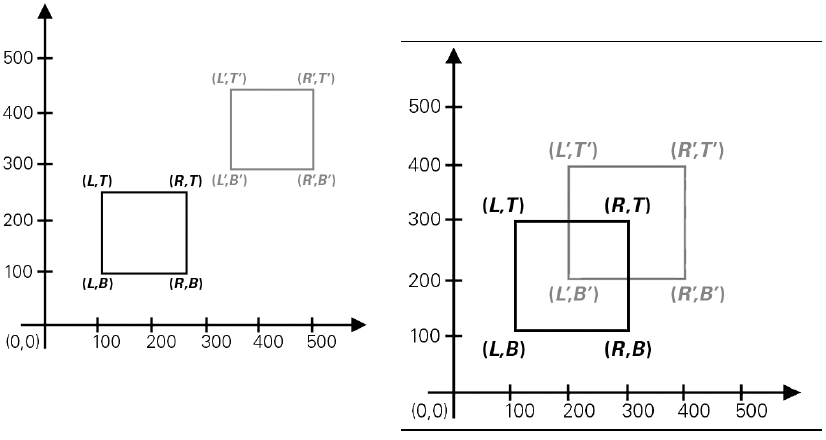 500
(L′,T′) (R′,T′)
400
300
(L,T) (R,T) (L′,B′) (R′,B′)
200
100
(L,B) (R,B)
(0,0) 100 200 300 400 500
500
(L′,T′) (R′,T′)
400
(L,T) (R,T)
300
200
(L′,B′) (R′,B′)
100
(L,B) (R,B)
(0,0) 100 200 300 400 500